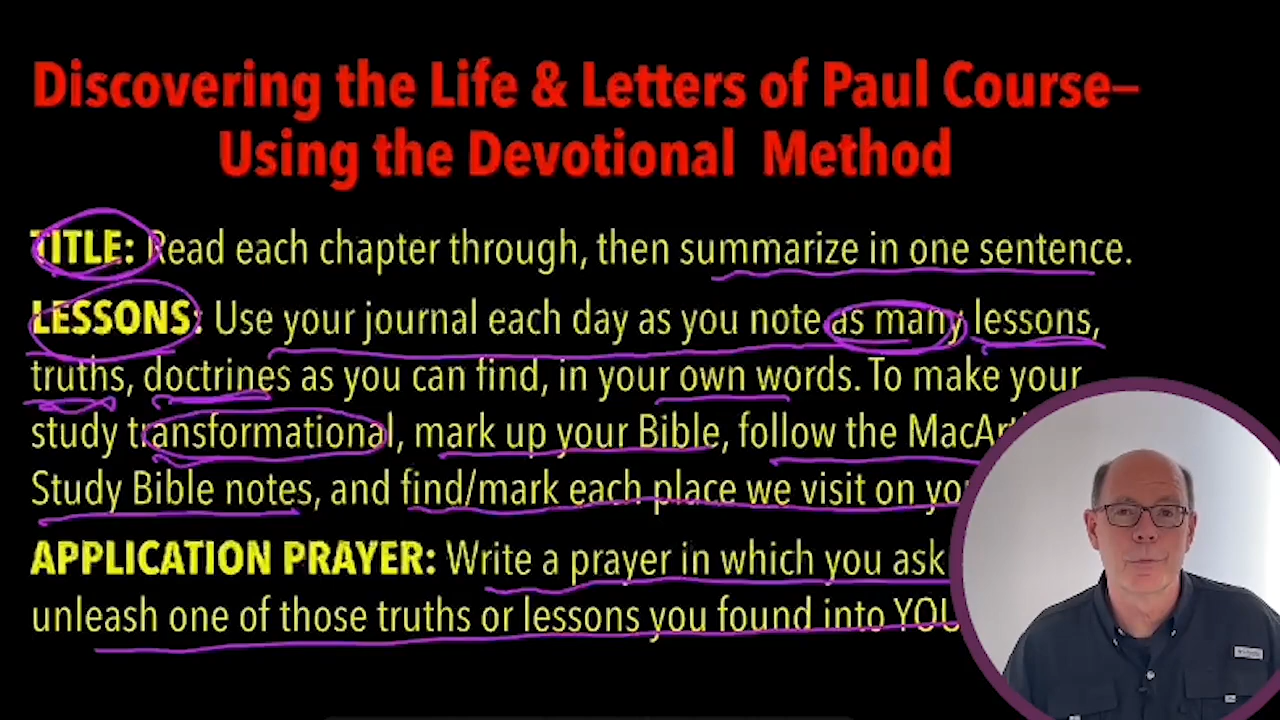 Discovering the Life & Letters of Paul Course—
Using the Devotional Method
TITLE: Read each chapter through, then summarize in one sentence.
LESSONS: Use your journal each day as you note as many lessons,
truths, doctrines as you can find, in your own words. To make your
study transformational, mark up your Bible, follow the
Study Bible notes, and find/mark each place we visit on
APPLICATION PRAYER: Write a prayer in which you ask
unleash one of those truths or lessons you found into